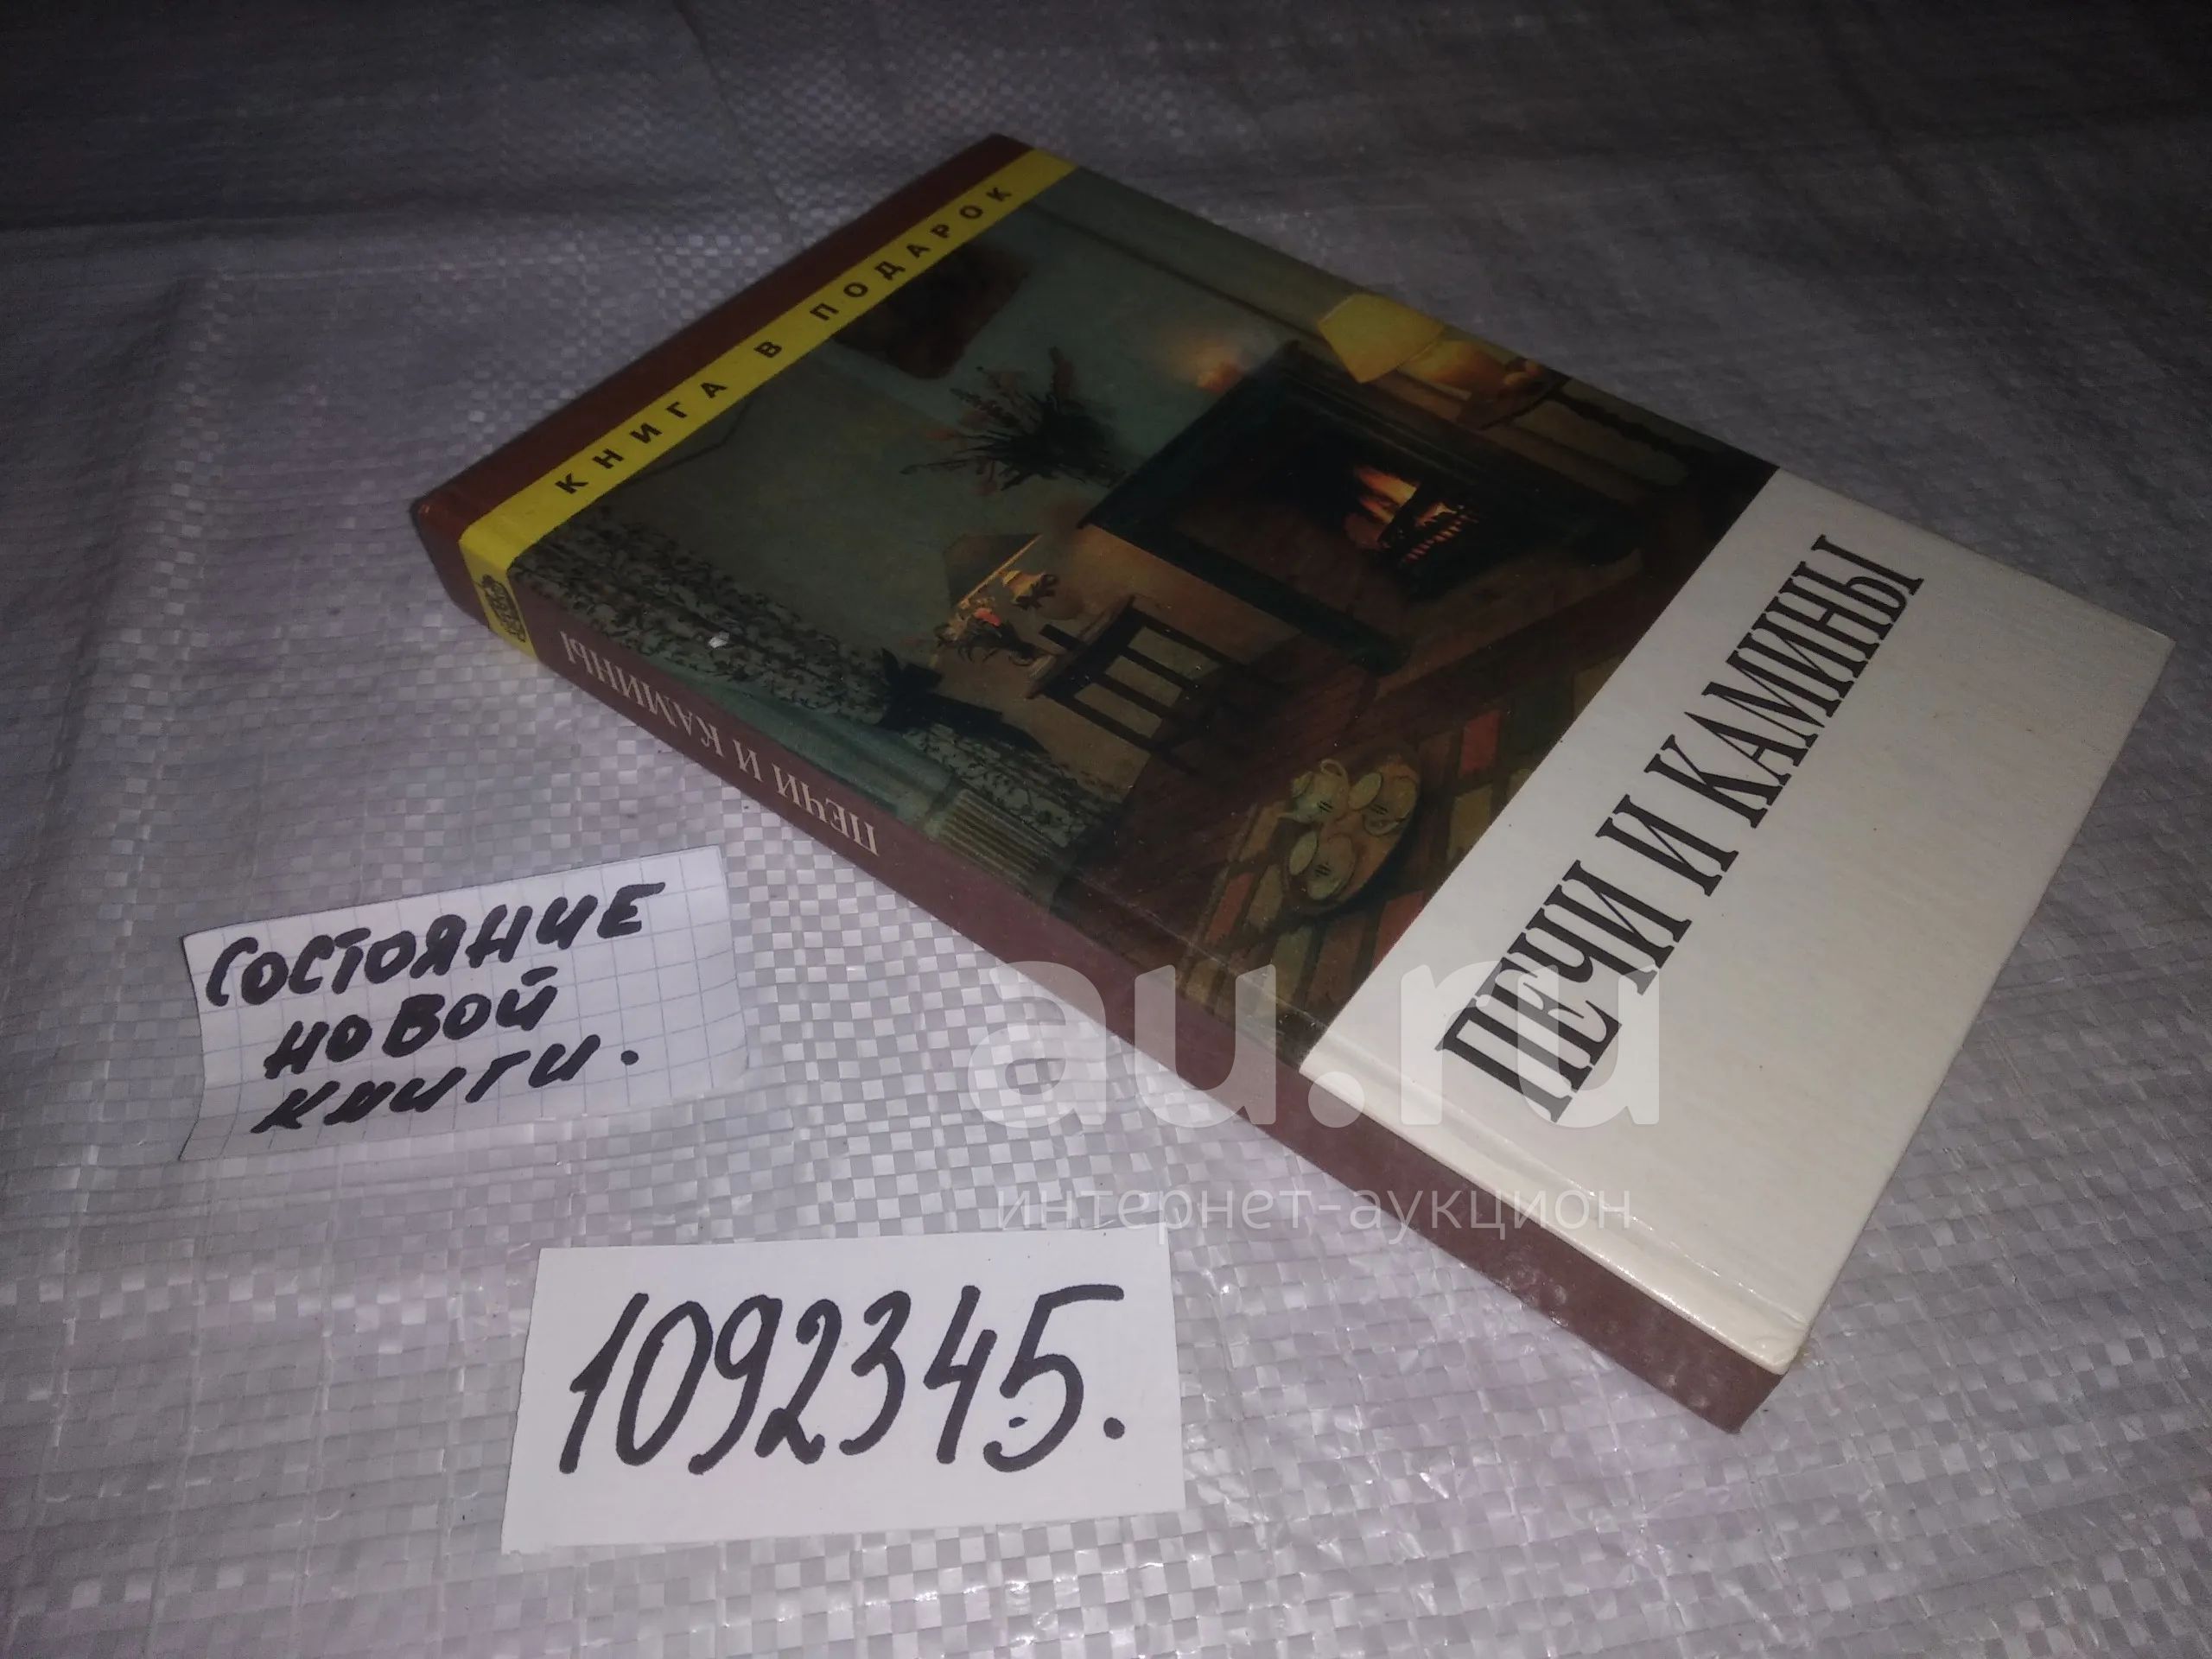 КНИГА В ПОДАРОК
ПЕЧИ И КАМИНЫ
ПЕЧИ И КАМИНЫ
СОСТОЯНИЕ
НОВОЙ
КНИГИ.
au.ru
интернет-аукцион
1092345.